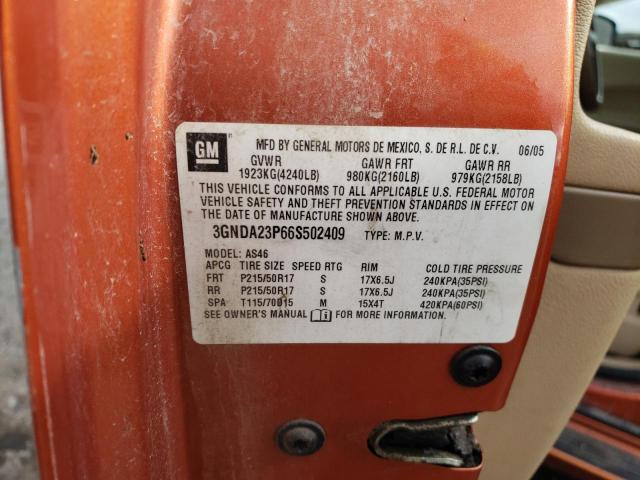 GM
MFD BY GENERAL MOTORS DE MEXICO, S. DE R.L. DE C.V. 06/05
GVWR GAWR FRT GAWR RR
1923KG(4240LB) 980KG(2160LB) 979KG(2158LB)
THIS VEHICLE CONFORMS TO ALL APPLICABLE U.S. FEDERAL MOTOR
VEHICLE SAFETY AND THEFT PREVENTION STANDARDS IN EFFECT ON
THE DATE OF MANUFACTURE SHOWN ABOVE.
3GNDA23P66S502409 TYPE: M.P.V.
MODEL: AS46
APCG TIRE SIZE SPEED RTG RIM COLD TIRE PRESSURE
FRT P215/50R17 S 17X6.5J 240KPA(35PSI)
RR P215/50R17 S 17X6.5J 240KPA(35PSI)
SPA T115/70D15 M 15X4T 420KPA(60PSI)
SEE OWNER'S MANUAL FOR MORE INFORMATION